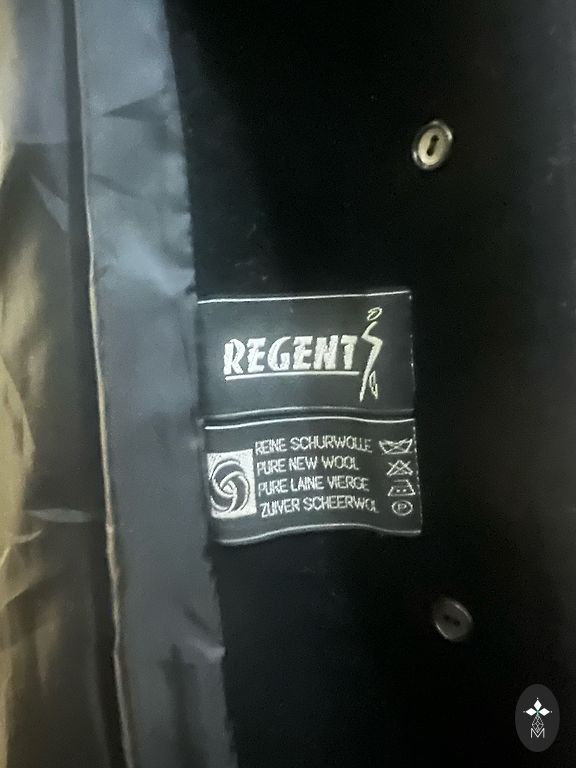 REGENT
REINE SCHURWOLLE
PURE NEW WOOL
PURE LAINE VIERGE
ZUIVER SCHEERWOL
P
M